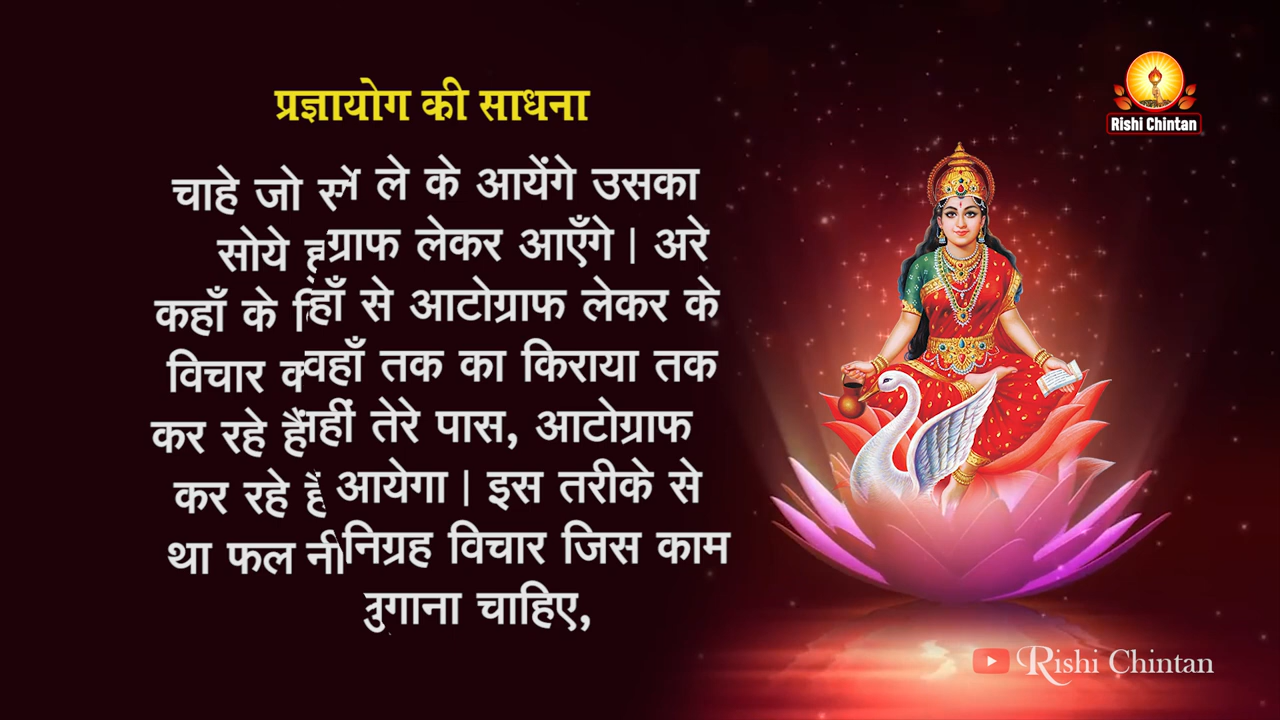 प्रज्ञायोग की साधना
Rishi Chintan
चाहे जो ले के आयेंगे उसका
सोये लेकर आएँगे | अरे
कहाँ के से आटोग्राफ लेकर के
विचार वहाँ तक का किराया तक
कर रहे हैं तेरे पास, आटोग्राफ
कर रहे आयेगा | इस तरीके से
था फल निग्रह विचार जिस काम
चाहिए,
Rishi Chintan